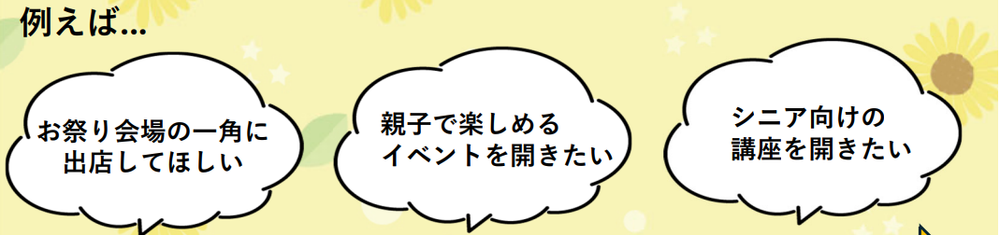 例えば…
お祭り会場の一角に
出店してほしい
親子で楽しめる
イベントを開きたい
シニア向けの
講座を開きたい